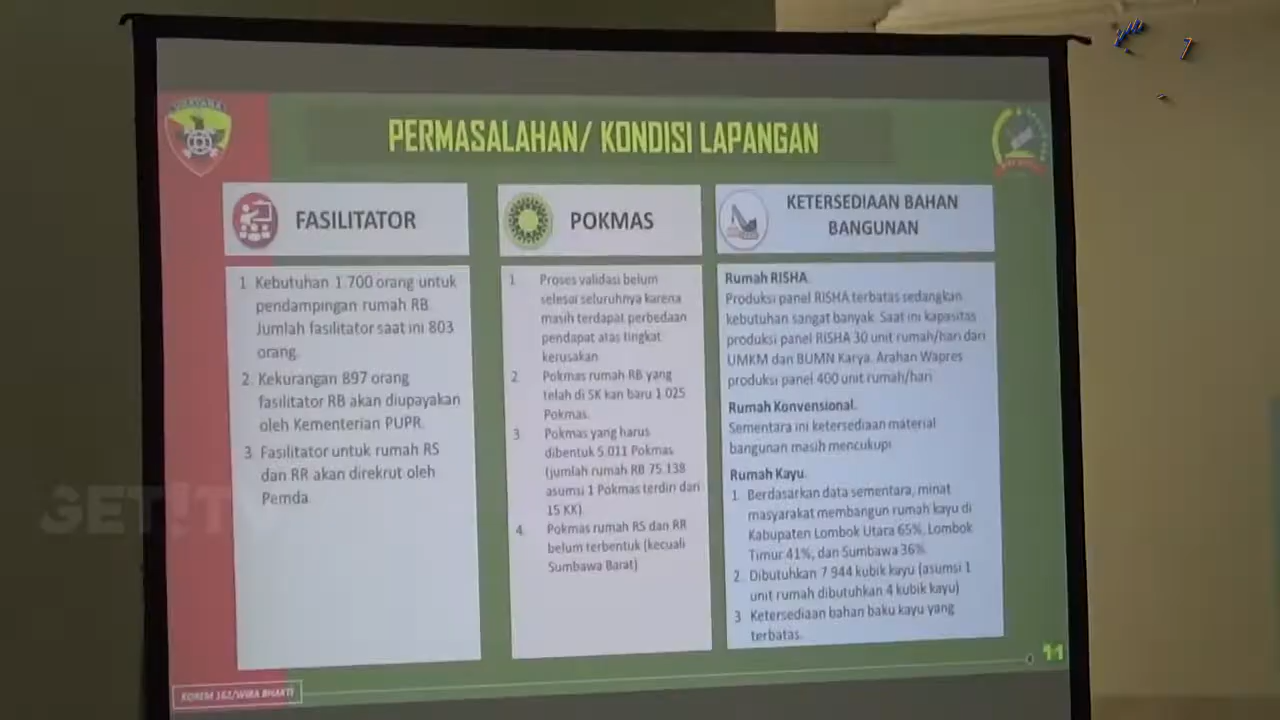 PERMASALAHAN/ KONDISI LAPANGAN
FASILITATOR
1. Kebutuhan 1.700 orang untuk
pendampingan rumah RB.
Jumlah fasilitator saat ini 803
orang.
2. Kekurangan 897 orang
fasilitator RB akan diupayakan
oleh Kementerian PUPR.
3. Fasilitator untuk rumah RS
dan RR akan direkrut oleh
Pemda
POKMAS
1. Proses validasi belum
selesai seluruhnya karena
masih terdapat perbedaan
pendapat atas tingkat
kerusakan
2. Pokmas rumah RB yang
telah di SK kan baru 1.025
Pokmas.
3. Pokmas yang harus
dibentuk 5.011 Pokmas
(jumlah rumah RB 75.138
asumsi 1 Pokmas terdiri dari
15 KK).
4. Pokmas rumah RS dan RR
belum terbentuk (kecuali
Sumbawa Barat)
KETERSEDIAAN BAHAN
BANGUNAN
Rumah RISHA.
Produksi panel RISHA terbatas sedangkan
kebutuhan sangat banyak. Saat ini kapasitas
produksi panel RISHA 30 unit rumah/hari dari
UMKM dan BUMN Karya. Arahan Wapres
produksi panel 400 unit rumah/hari
Rumah Konvensional.
Sementara ini ketersediaan material
bangunan masih mencukupi.
Rumah Kayu.
1. Berdasarkan data sementara, minat
masyarakat membangun rumah kayu di
Kabupaten Lombok Utara 65%, Lombok
Timur 41%, dan Sumbawa 36%.
2. Dibutuhkan 7.944 kubik kayu (asumsi 1
unit rumah dibutuhkan 4 kubik kayu)
3. Ketersediaan bahan baku kayu yang
terbatas.
KOREM 162/WIRA BHAKTI
11
GET!TV